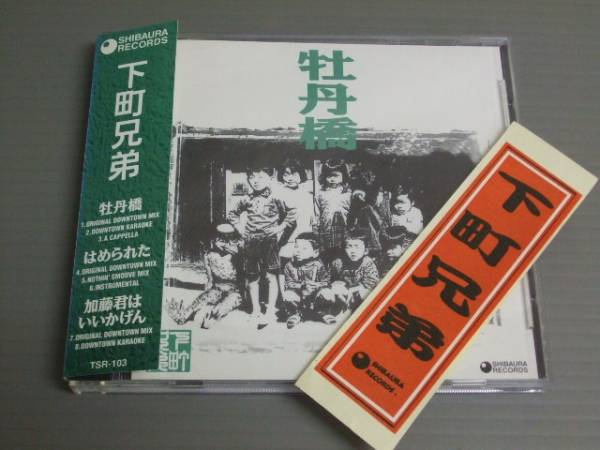 SHIBAURA
RECORDS
下町兄弟
牡丹橋
1.ORIGINAL DOWNTOWN MIX
2.DOWNTOWN KARAOKE
3.A CAPPELLA
はめられた
4.ORIGINAL DOWNTOWN MIX
5.NOTHIN' SMOOVE MIX
6.INSTROMENTAL
加藤君は
いいかげん
7.ORIGINAL DOWNTOWN MIX
8.DOWNTOWN KARAOKE
TSR-103
牡丹橋
SHIBAURA
RECORDS
下町兄弟
SHIBAURA
RECORDS.